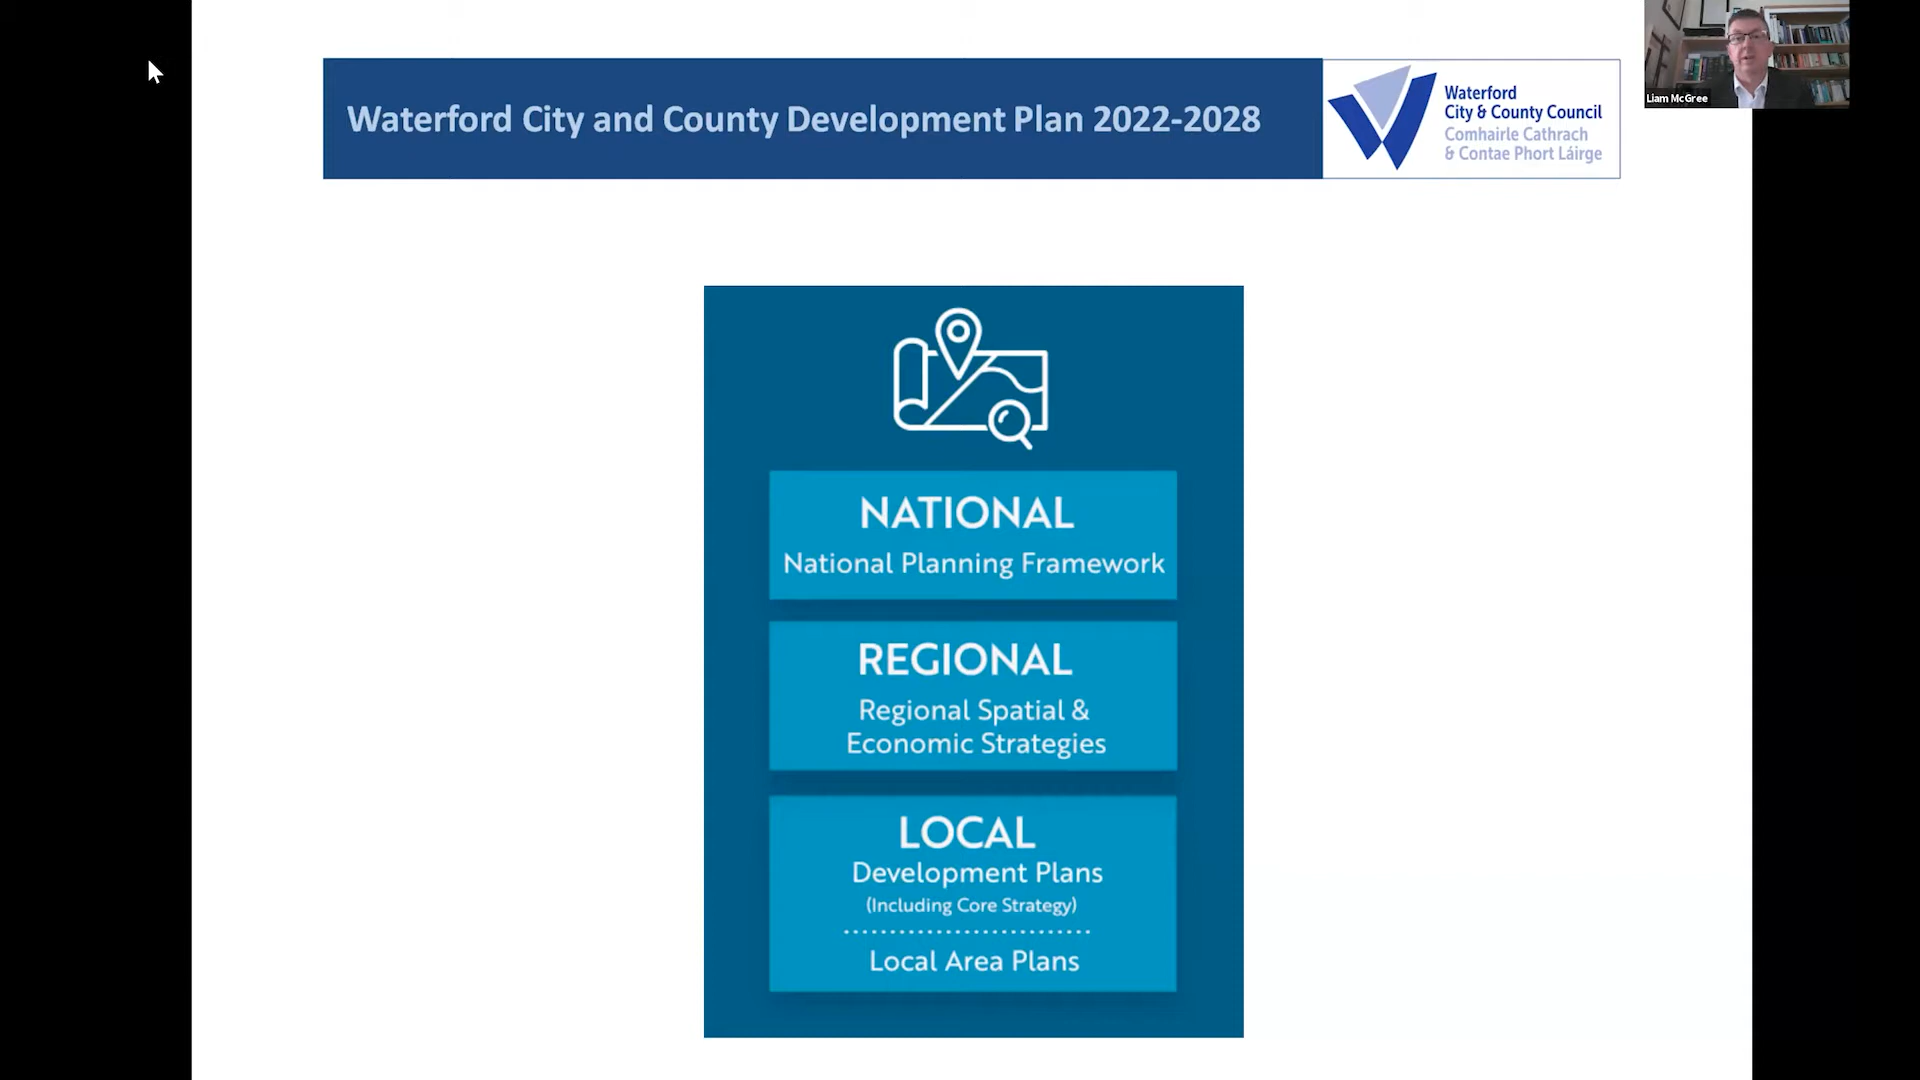 Waterford City and County Development Plan 2022-2028
Waterford
City & County Council
Comhairle Cathrach
& Contae Phort Láirge
Liam McGree
NATIONAL
National Planning Framework
REGIONAL
Regional Spatial &
Economic Strategies
LOCAL
Development Plans
(Including Core Strategy)
Local Area Plans